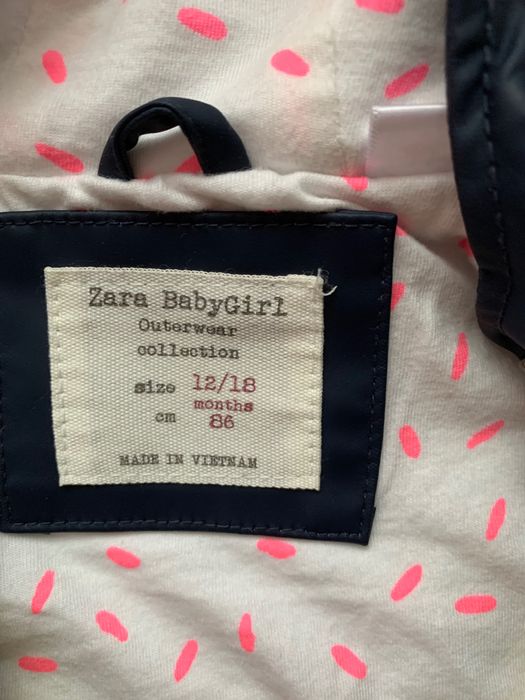 Zara BabyGirl
Outerwear
collection
size 12/18
months
cm 86
MADE IN VIETNAM